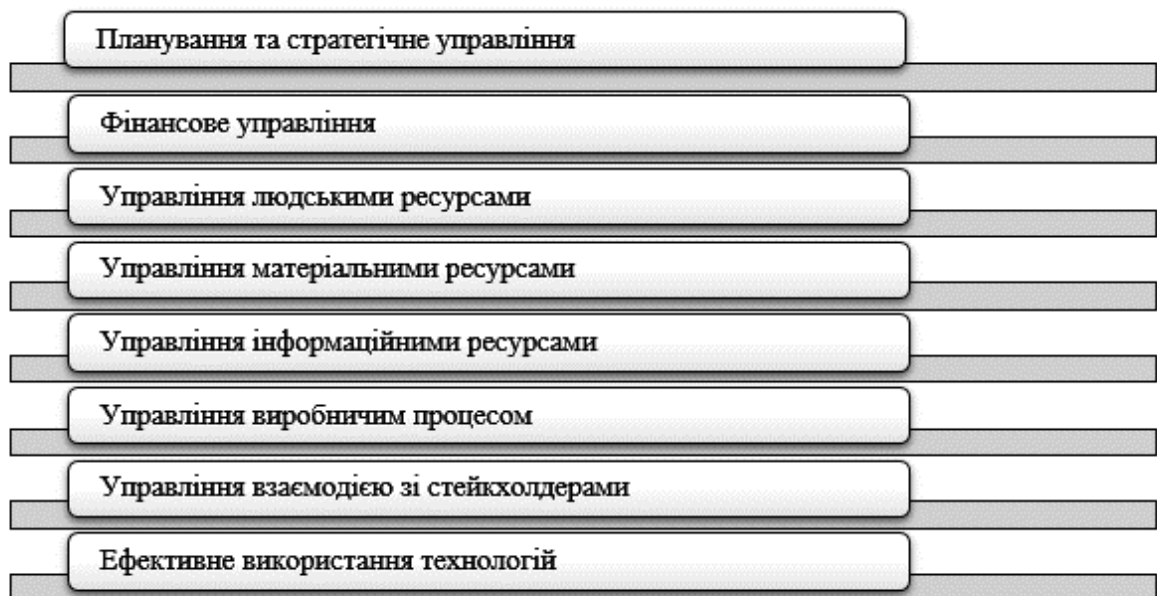 Планування та стратегічне управління
Фінансове управління
Управління людськими ресурсами
Управління матеріальними ресурсами
Управління інформаційними ресурсами
Управління виробничим процесом
Управління взаємодією зі стейкхолдерами
Ефективне використання технологій